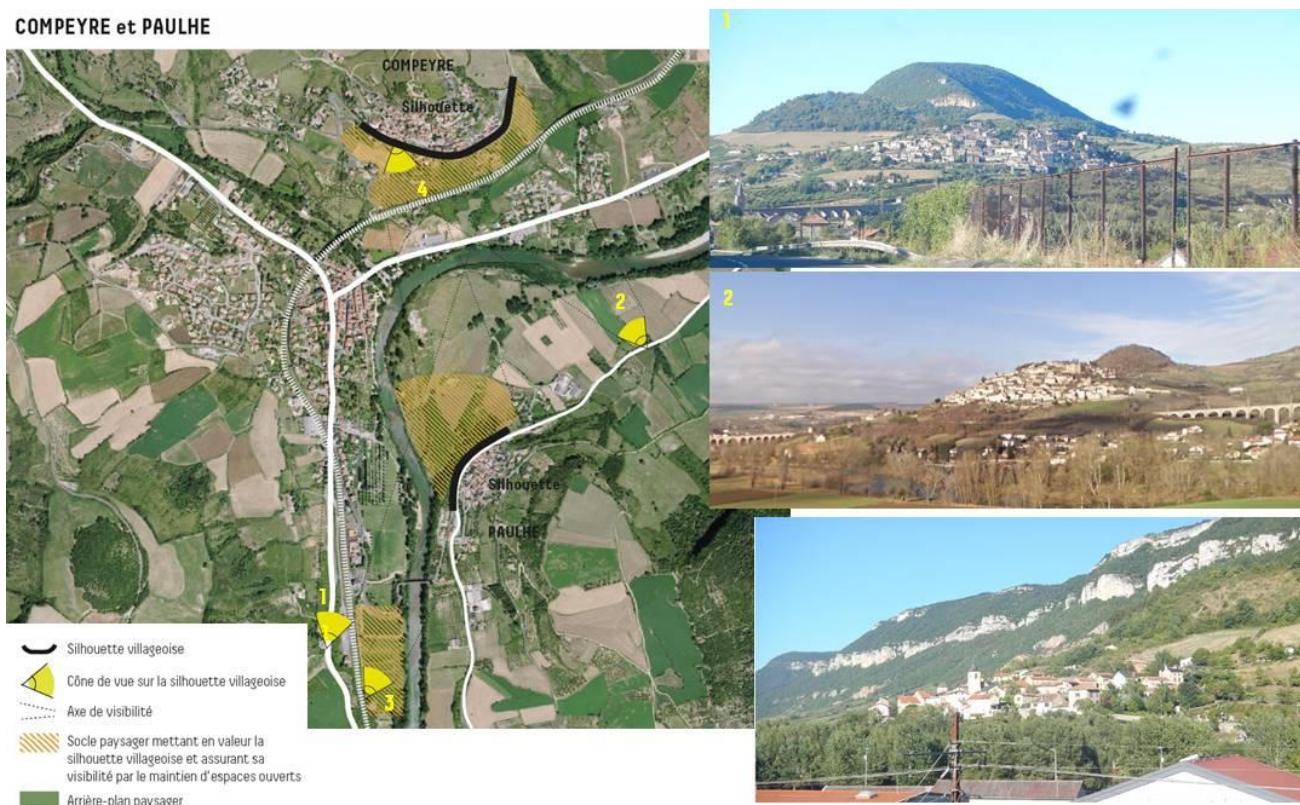 COMPEYRE et PAULHE
COMPEYRE
Silhouette
4
2
Silhouette
PAULHE
1
3
Silhouette villageoise
Cône de vue sur la silhouette villageoise
Axe de visibilité
Socle paysager mettant en valeur la
silhouette villageoise et assurant sa
visibilité par le maintien d'espaces ouverts
Arrière-plan paysager
1
2